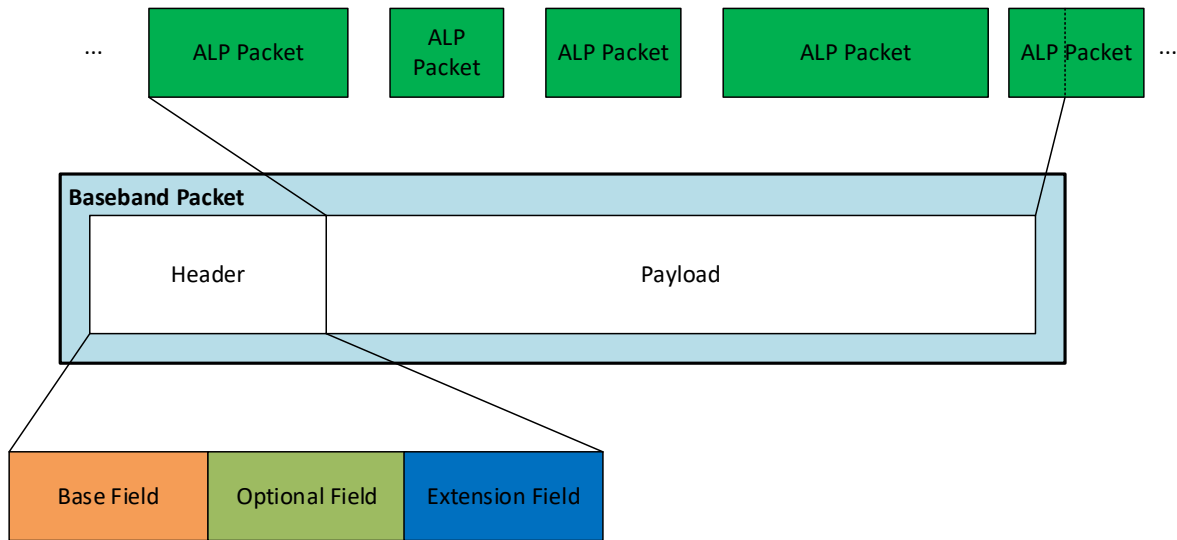 ...
ALP Packet
ALP
Packet
ALP Packet
ALP Packet
ALP Packet
...
Baseband Packet
Header
Payload
Base Field
Optional Field
Extension Field